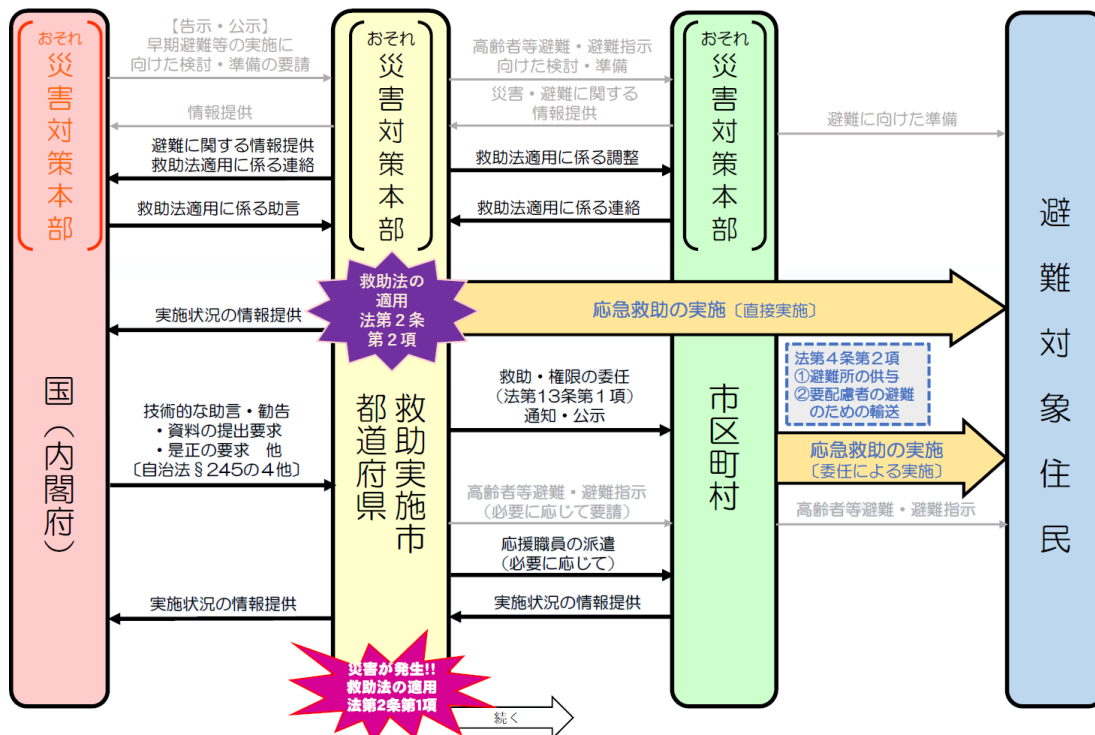 おそれ
災害対策本部
国(内閣府)
【告示・公示】
早期避難等の実施に
向けた検討・準備の要請
情報提供
避難に関する情報提供
救助法適用に係る連絡
救助法適用に係る助言
実施状況の情報提供
技術的な助言・勧告
・資料の提出要求
・是正の要求 他
〔自治法§245の4他〕
実施状況の情報提供
おそれ
災害対策本部
救助法の
適用
法第2条
第2項
救助実施市
都道府県
災害が発生!!
救助法の適用
法第2条第1項
高齢者等避難・避難指示
向けた検討・準備
災害・避難に関する
情報提供
救助法適用に係る調整
救助法適用に係る連絡
応急救助の実施〔直接実施〕
救助・権限の委任
(法第13条第1項)
通知・公示
高齢者等避難・避難指示
(必要に応じて要請)
応援職員の派遣
(必要に応じて)
実施状況の情報提供
続く
おそれ
災害対策本部
市区町村
避難に向けた準備
法第4条第2項
①避難所の供与
②要配慮者の避難
のための輸送
応急救助の実施
〔委任による実施〕
高齢者等避難・避難指示
避難対象住民